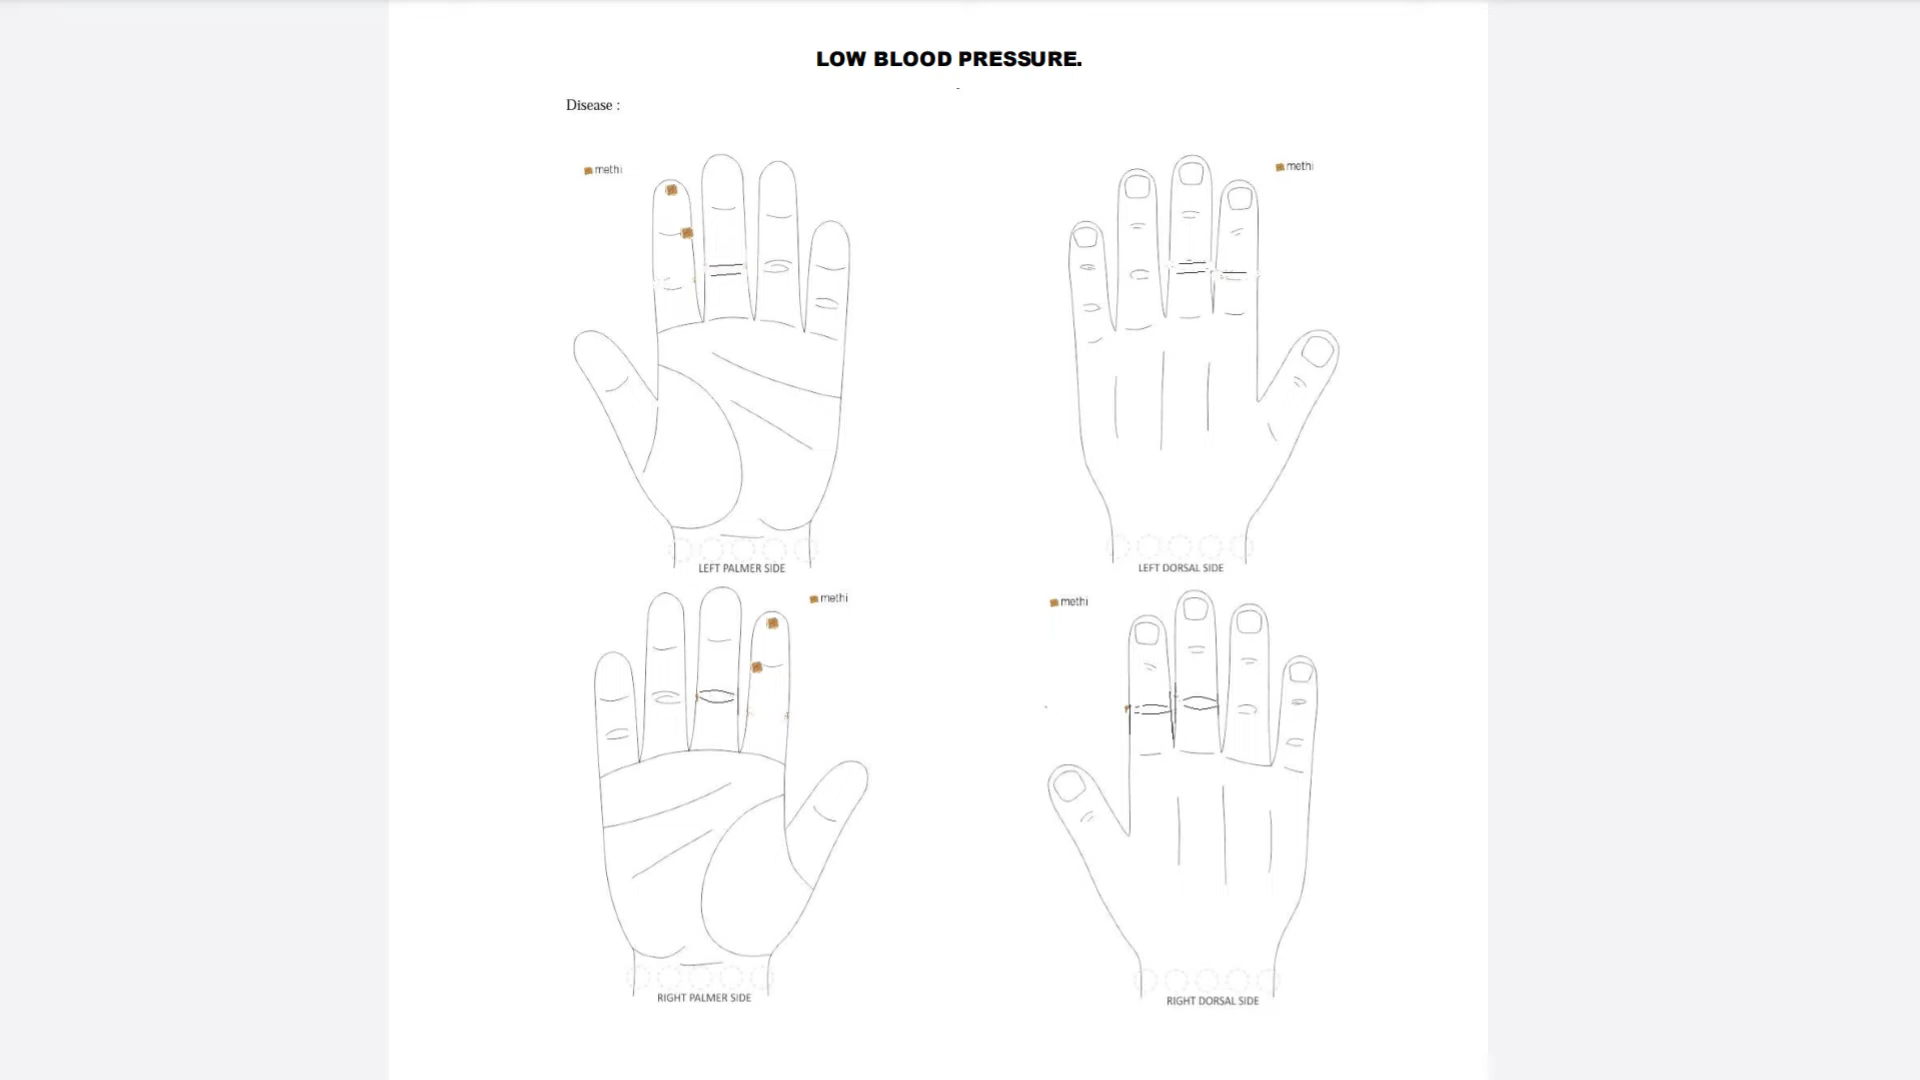 LOW BLOOD PRESSURE.
-
Disease :
methi
methi
LEFT PALMER SIDE
LEFT DORSAL SIDE
methi
methi
RIGHT PALMER SIDE
RIGHT DORSAL SIDE